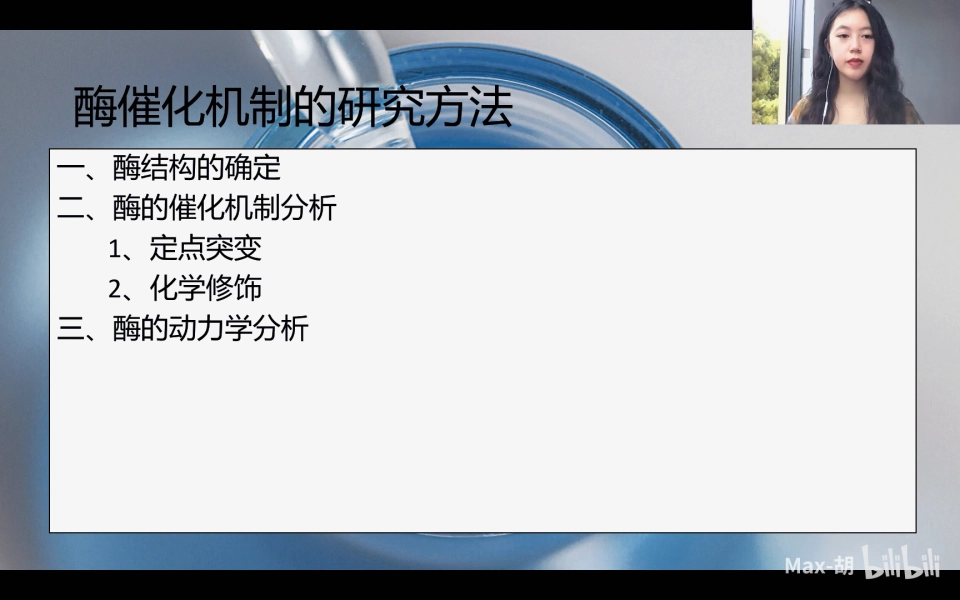 酶催化机制的研究方法
一、酶结构的确定
二、酶的催化机制分析
1、定点突变
2、化学修饰
三、酶的动力学分析
Max-胡 bilibili